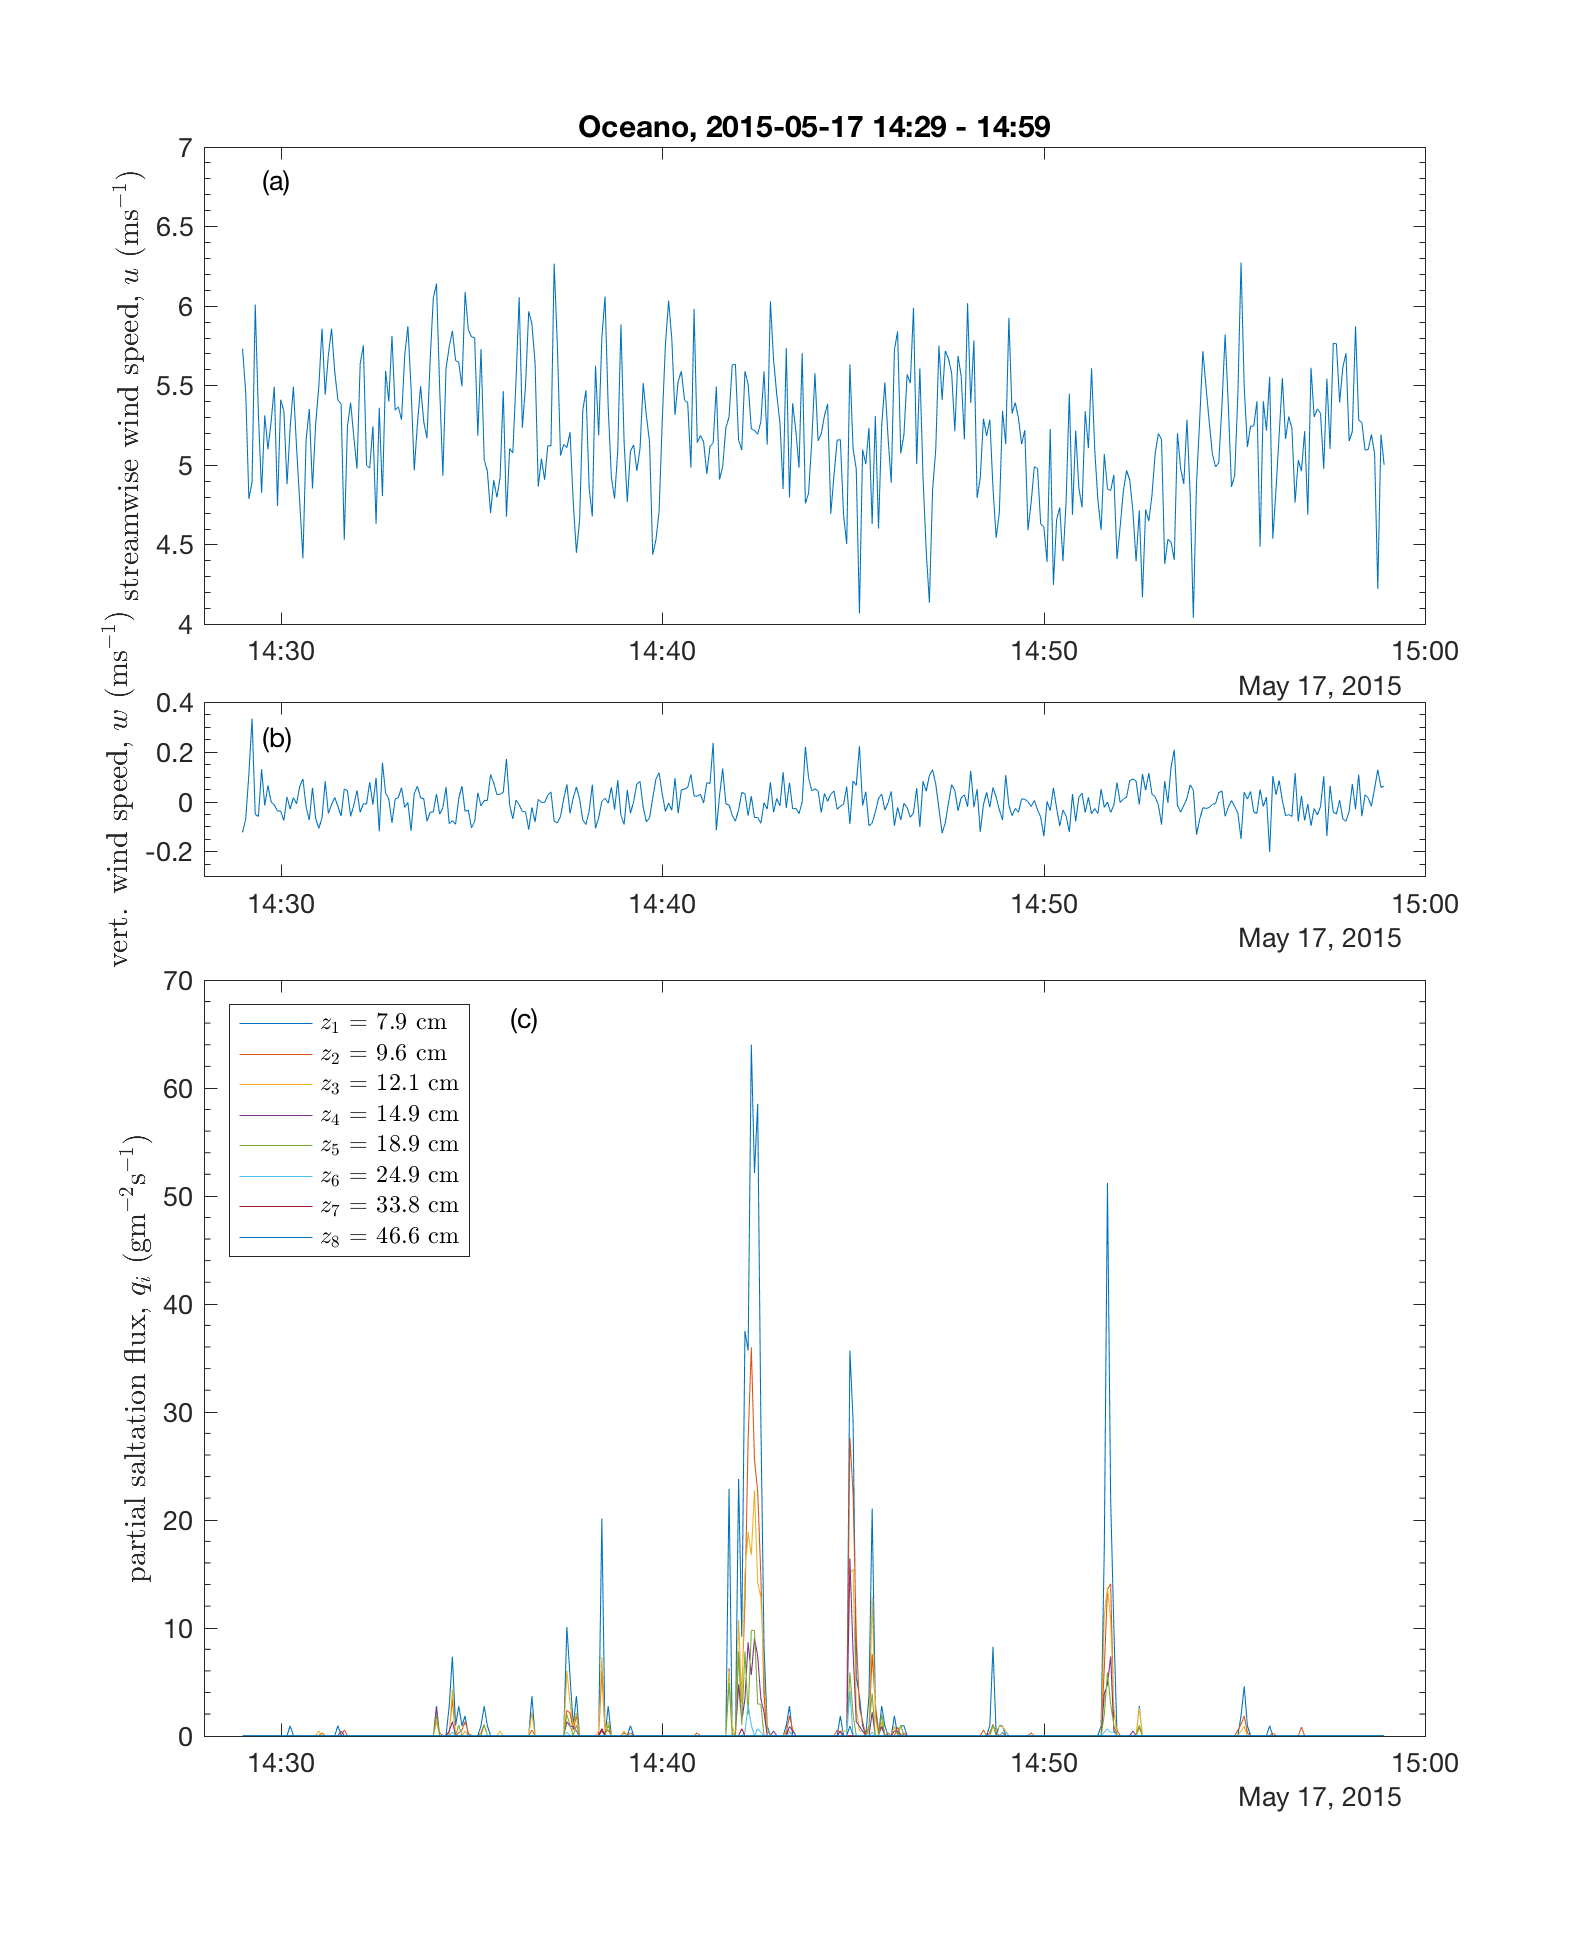 Oceano, 2015-05-17 14:29 - 14:59
(a)
streamwise wind speed, u (ms⁻¹)
7
6.5
6
5.5
5
4.5
4
14:30 14:40 14:50 15:00
May 17, 2015
(b)
vert. wind speed, w (ms⁻¹)
0.4
0.2
0
-0.2
14:30 14:40 14:50 15:00
May 17, 2015
(c)
partial saltation flux, qᵢ (gm⁻²s⁻¹)
70
60
50
40
30
20
10
0
z₁ = 7.9 cm
z₂ = 9.6 cm
z₃ = 12.1 cm
z₄ = 14.9 cm
z₅ = 18.9 cm
z₆ = 24.9 cm
z₇ = 33.8 cm
z₈ = 46.6 cm
14:30 14:40 14:50 15:00
May 17, 2015